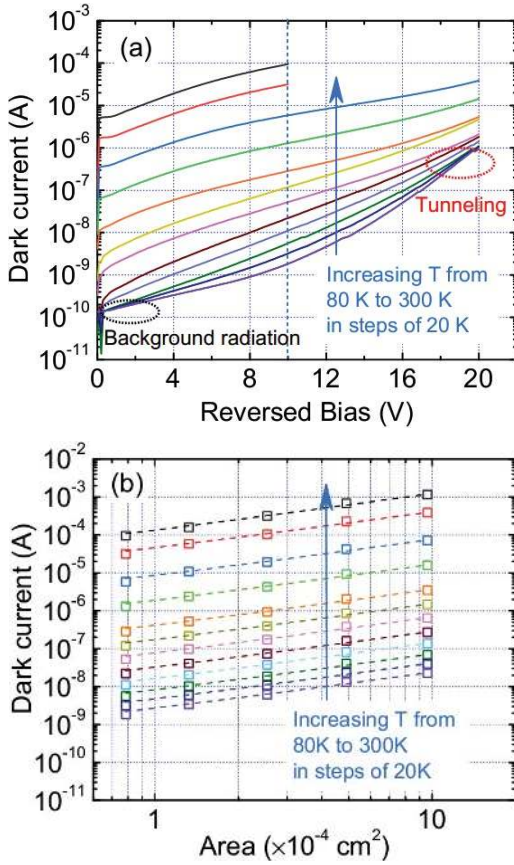 (a)
10^-4
10^-5
10^-6
10^-7
10^-8
10^-9
10^-10
10^-11
Dark current (A)
Tunneling
Increasing T from
80 K to 300 K
in steps of 20 K
Background radiation
0 4 8 12 16 20
Reversed Bias (V)
(b)
10^-2
10^-3
10^-4
10^-5
10^-6
10^-7
10^-8
10^-9
10^-10
10^-11
Dark current (A)
Increasing T from
80K to 300K
in steps of 20K
1 10
Area (×10^-4 cm^2)